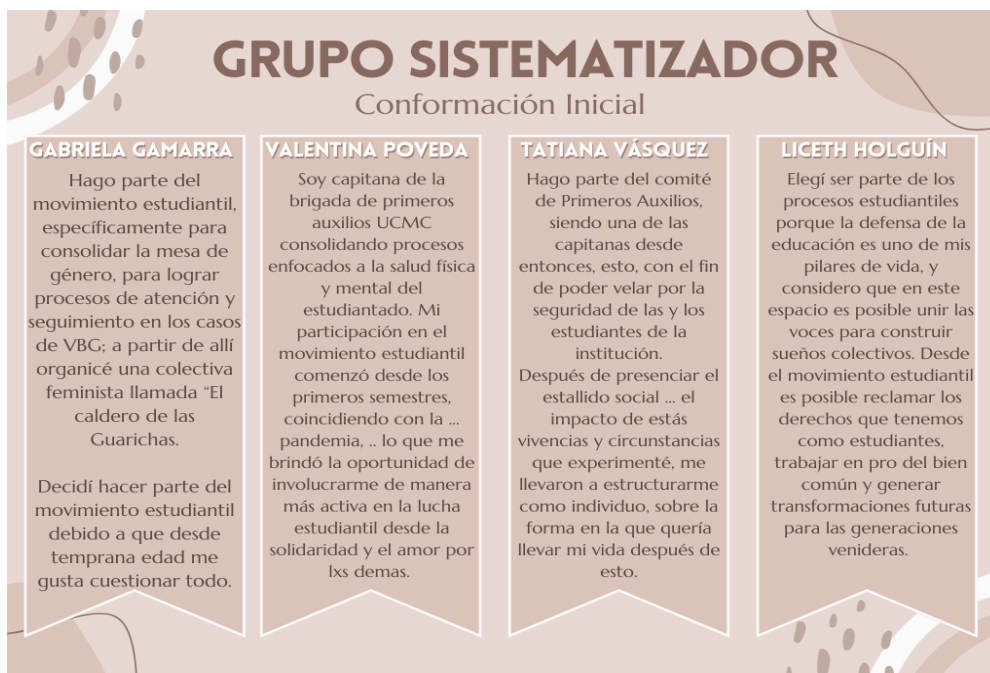 GRUPO SISTEMATIZADOR
Conformación Inicial
GABRIELA GAMARRA
Hago parte del
movimiento estudiantil,
específicamente para
consolidar la mesa de
género, para lograr
procesos de atención y
seguimiento en los casos
de VBG; a partir de allí
organicé una colectiva
feminista llamada “El
caldero de las
Guarichas.
Decidí hacer parte del
movimiento estudiantil
debido a que desde
temprana edad me
gusta cuestionar todo.
VALENTINA POVEDA
Soy capitana de la
brigada de primeros
auxilios UCMC
consolidando procesos
enfocados a la salud física
y mental del
estudiantado. Mi
participación en el
movimiento estudiantil
comenzó desde los
primeros semestres,
coincidiendo con la ...
pandemia, .. lo que me
brindó la oportunidad de
involucrarme de manera
más activa en la lucha
estudiantil desde la
solidaridad y el amor por
lxs demas.
TATIANA VÁSQUEZ
Hago parte del comité
de Primeros Auxilios,
siendo una de las
capitanas desde
entonces, esto, con el fin
de poder velar por la
seguridad de las y los
estudiantes de la
institución.
Después de presenciar el
estallido social ... el
impacto de estás
vivencias y circunstancias
que experimenté, me
llevaron a estructurarme
como individuo, sobre la
forma en la que quería
llevar mi vida después de
esto.
LICETH HOLGUÍN
Elegí ser parte de los
procesos estudiantiles
porque la defensa de la
educación es uno de mis
pilares de vida, y
considero que en este
espacio es posible unir las
voces para construir
sueños colectivos. Desde
el movimiento estudiantil
es posible reclamar los
derechos que tenemos
como estudiantes,
trabajar en pro del bien
común y generar
transformaciones futuras
para las generaciones
venideras.